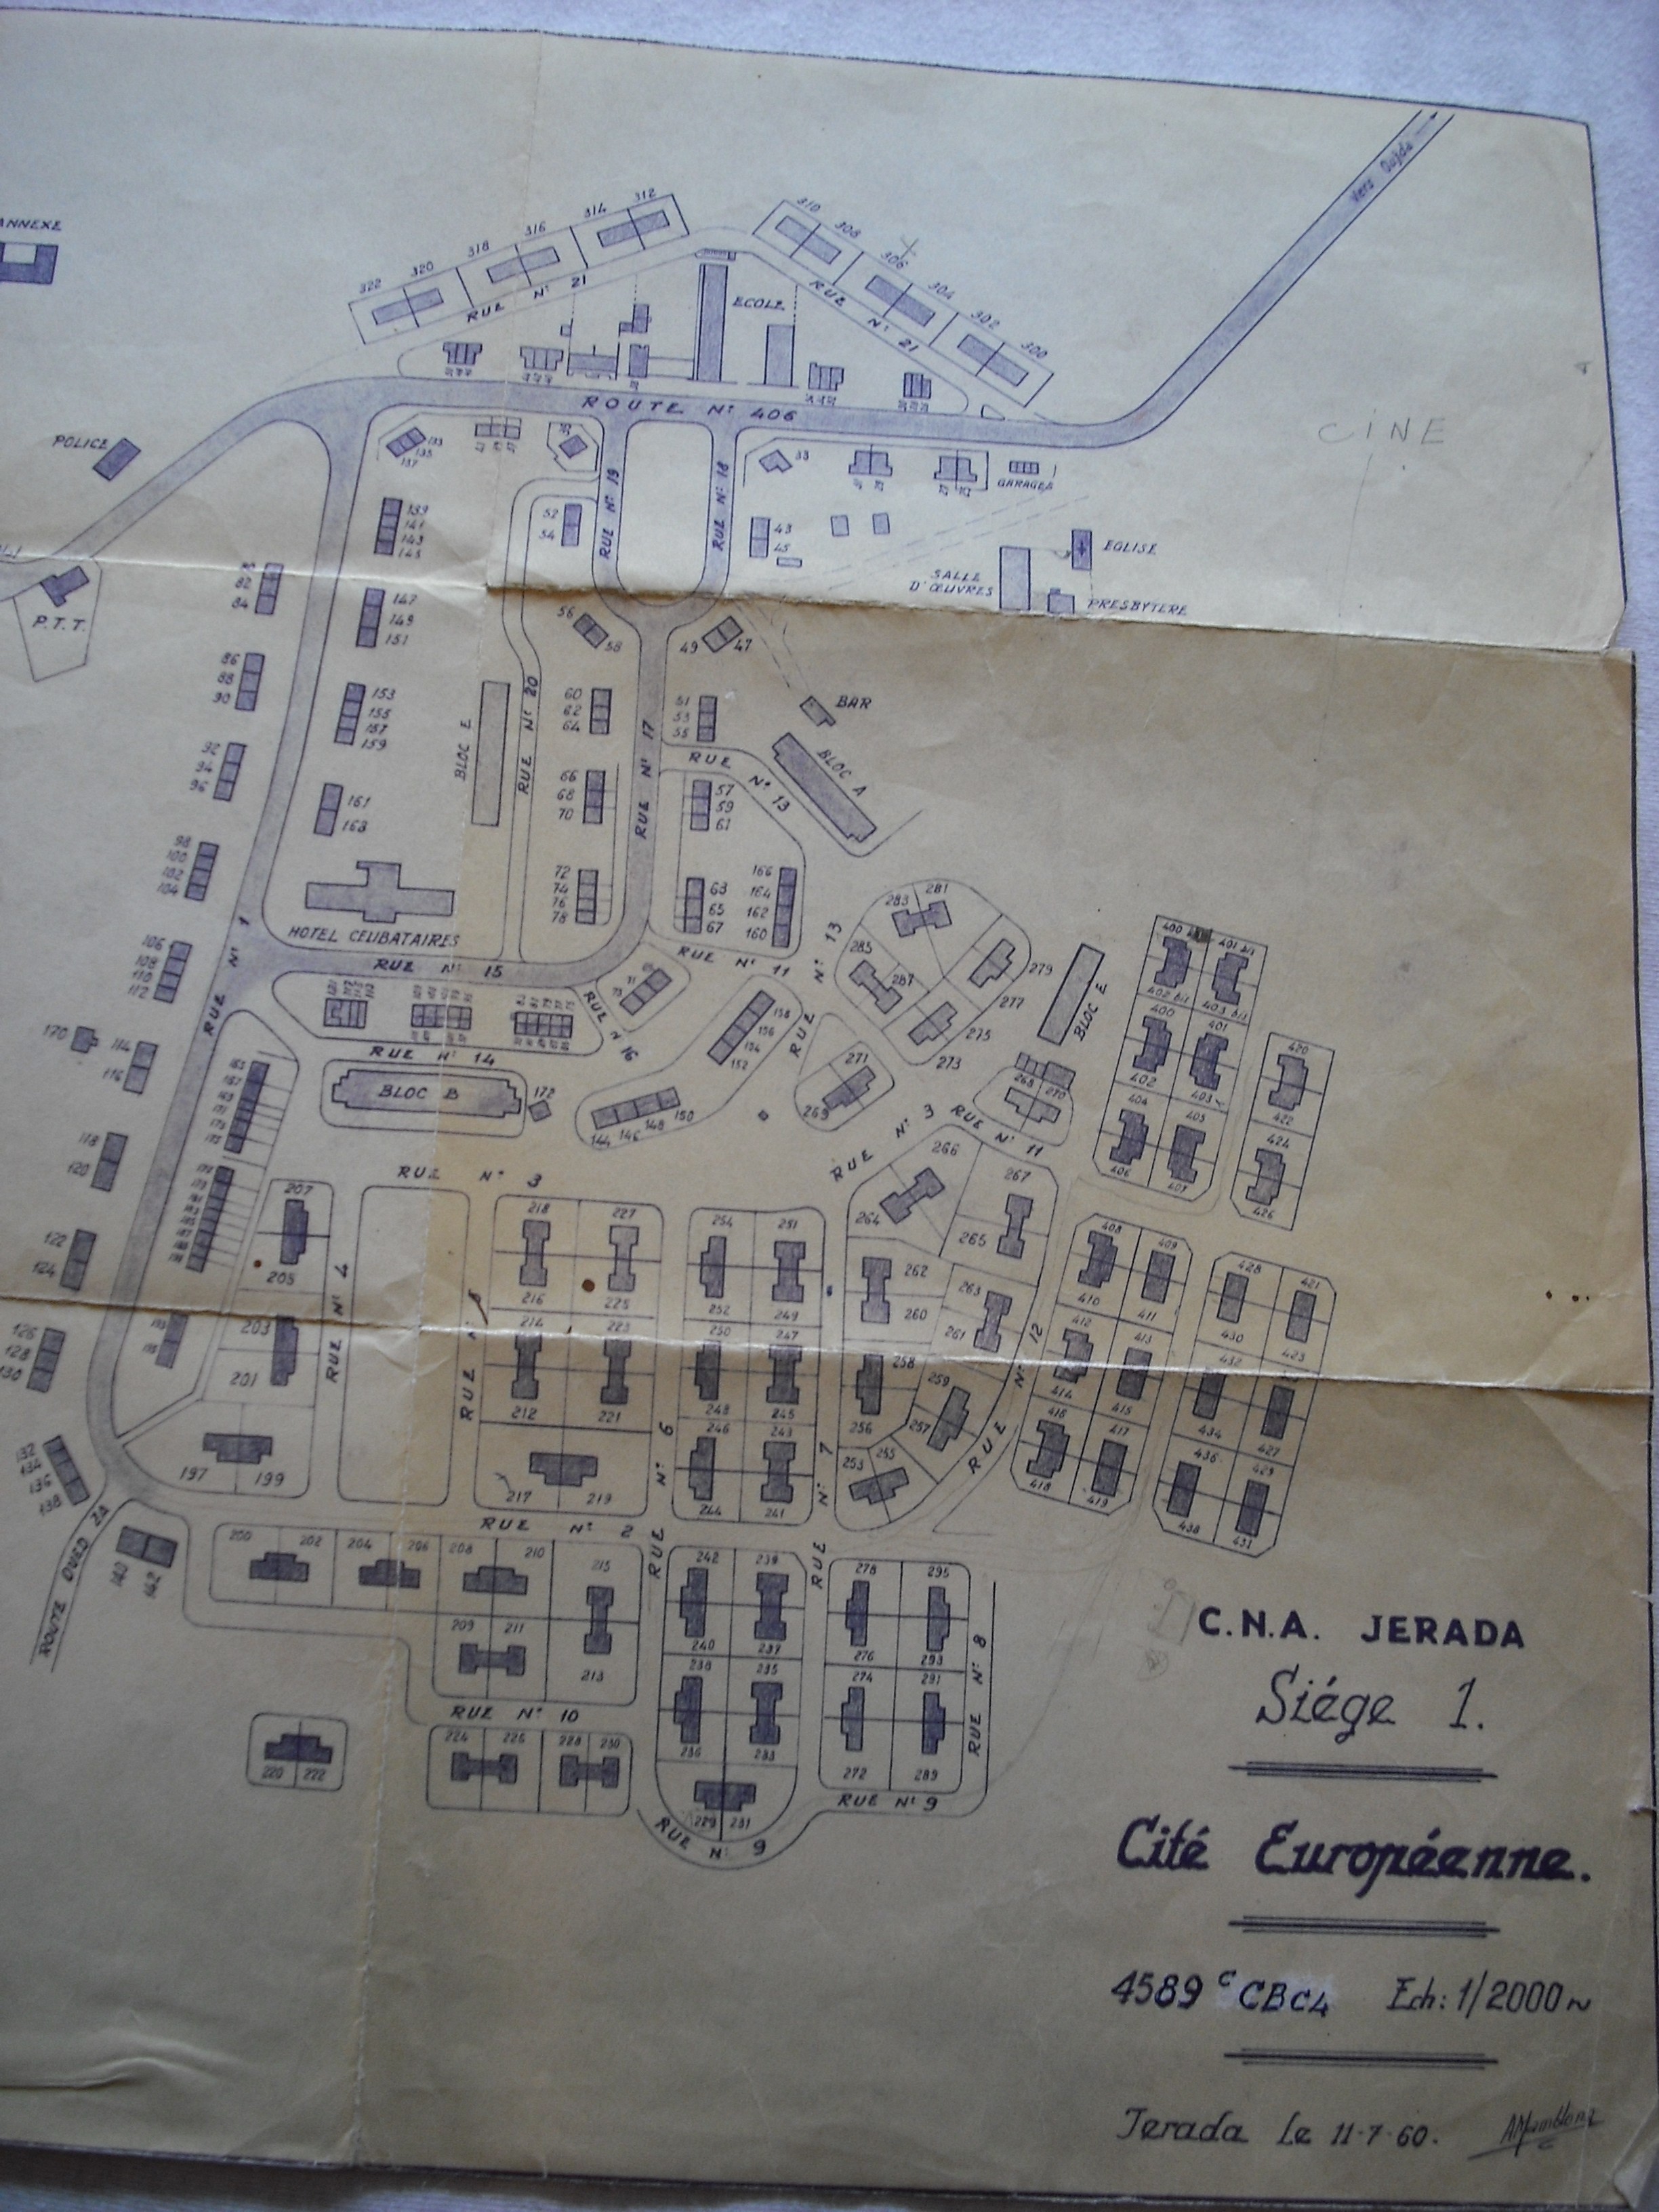 ANNEXE
Vers Oujda
322 320 318 316 314 312
310 308 306 304 302 300
RUE N° 21
RUE N° 21
ECOLE
ROUTE N° 406
CINE
POLICE
P.T.T.
133
135
137
33
GARAGES
139
141
143
145
52
54
RUE N° 19
RUE N° 18
43
45
EGLISE
SALLE
D'ŒUVRES
PRESBYTERE
82
84
147
149
151
56
58
49
47
86
88
90
153
155
157
159
BLOC E
RUE N° 20
60
62
64
RUE N° 17
51
53
55
BAR
BLOC A
RUE N° 13
92
94
96
161
163
66
68
70
57
59
61
98
100
102
104
72
74
76
78
63
65
67
166
164
162
160
HOTEL CELIBATAIRES
RUE N° 1
RUE N° 15
RUE N° 11
RUE N° 13
RUE N° 16
106
108
110
112
283 281
285 287
279
277
275
273
BLOC E
400 bis 401 bis
402 bis 403 bis
400 401
402 403
404 405
406 407
420
422
424
426
170
114
116
RUE N° 14
BLOC B
172
158
156
154
152
144 146 148 150
271
269
268 270
RUE N° 3
RUE N° 11
118
120
RUE N° 3
207
205
203
201
197 199
RUE N° 4
RUE N° 5
218 227
216 225
214 223
212 221
217 219
RUE N° 6
254 251
252 249
250 247
248 245
246 243
244 241
RUE N° 7
266
264
267
265
262
260
263
261
258
256
259
257
253 255
RUE N° 12
408 409
410 411
412 413
414 415
416 417
418 419
428 421
430 423
432
434 427
436 429
438 431
122
124
126
128
130
132
134
136
138
140
142
ROUTE OUED ZA
RUE N° 2
200 202 204 206 208 210
215
213
209 211
RUE N° 10
220 222
224 226 228 230
242 239
240 237
238 235
236 233
229 231
278 295
276 293
274 291
272 289
RUE N° 8
RUE N° 9
RUE N° 9
C.N.A. JERADA
Siége 1.
Cité Européenne.
4589 c CBC4 Ech: 1/2000
Jerada Le 11-7-60.